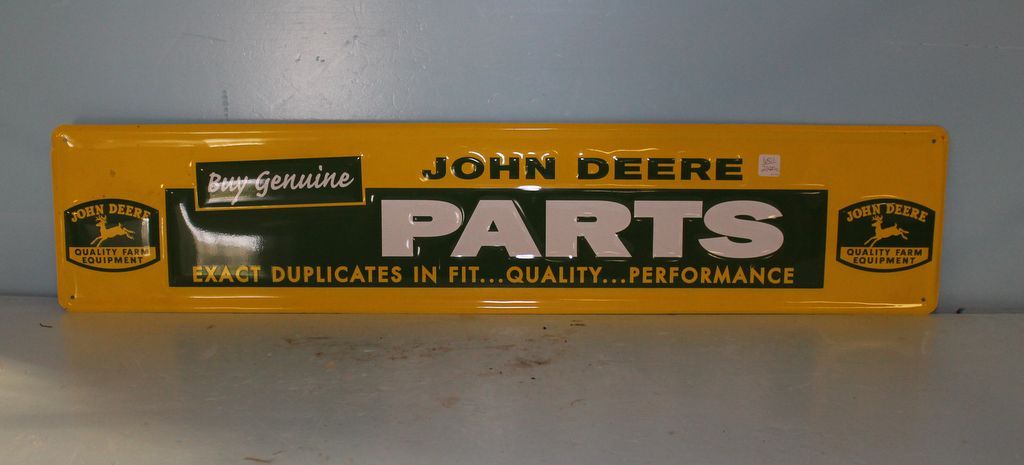 Buy Genuine
JOHN DEERE
PARTS
EXACT DUPLICATES IN FIT...QUALITY...PERFORMANCE
JOHN DEERE
QUALITY FARM
EQUIPMENT
JOHN DEERE
QUALITY FARM
EQUIPMENT